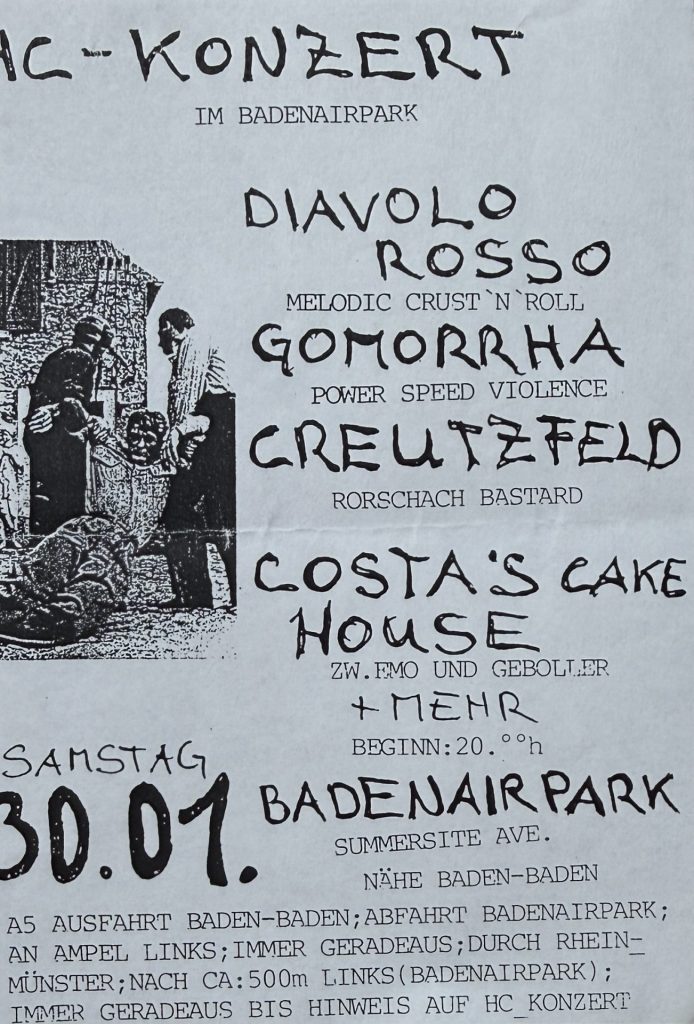 HC-KONZERT
IM BADENAIRPARK
DIAVOLO
ROSSO
MELODIC CRUST`N`ROLL
GOMORRHA
POWER SPEED VIOLENCE
CREUTZFELD
RORSCHACH BASTARD
COSTA'S CAKE
HOUSE
ZW.EMO UND GEBOLLER
+MEHR
BEGINN:20.°°h
SAMSTAG
30.01.
BADENAIRPARK
SUMMERSITE AVE.
NÄHE BADEN-BADEN
A5 AUSFAHRT BADEN-BADEN;ABFAHRT BADENAIRPARK;
AN AMPEL LINKS;IMMER GERADEAUS;DURCH RHEIN-
MÜNSTER;NACH CA:500m LINKS(BADENAIRPARK);
IMMER GERADEAUS BIS HINWEIS AUF HC_KONZERT